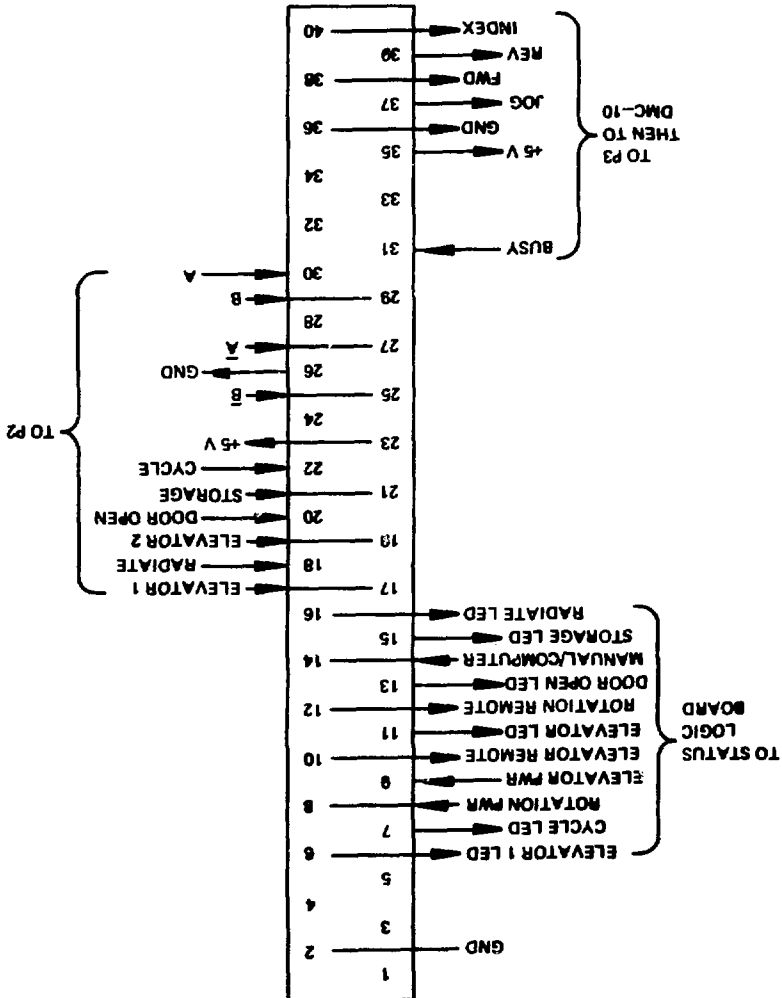 1
GND 2
3
4
5
ELEVATOR 1 LED 6
CYCLE LED 7
ROTATION PWR 8
ELEVATOR PWR 9
ELEVATOR REMOTE 10
ELEVATOR LED 11
ROTATION REMOTE 12
DOOR OPEN LED 13
MANUAL/COMPUTER 14
STORAGE LED 15
RADIATE LED 16
TO STATUS
LOGIC
BOARD
17 ELEVATOR 1
18 RADIATE
19 ELEVATOR 2
20 DOOR OPEN
21 STORAGE
22 CYCLE
23 +5 V
24
25 B̅
26 GND
27 A̅
28
29 B
30 A
TO P2
BUSY 31
32
33
34
+5 V 35
GND 36
JOG 37
FWD 38
REV 39
INDEX 40
TO P3
THEN TO
DMC-10